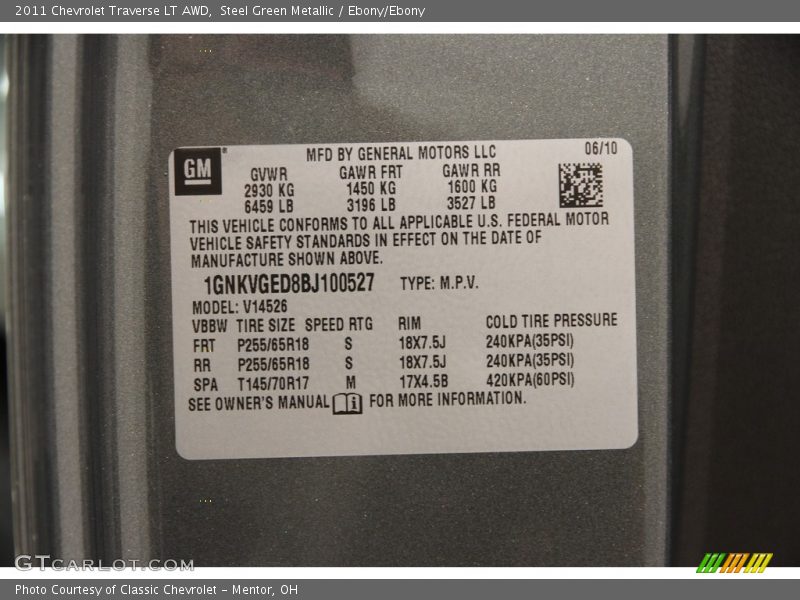 2011 Chevrolet Traverse LT AWD, Steel Green Metallic / Ebony/Ebony
GM
MFD BY GENERAL MOTORS LLC 06/10
GVWR GAWR FRT GAWR RR
2930 KG 1450 KG 1600 KG
6459 LB 3196 LB 3527 LB
THIS VEHICLE CONFORMS TO ALL APPLICABLE U.S. FEDERAL MOTOR
VEHICLE SAFETY STANDARDS IN EFFECT ON THE DATE OF
MANUFACTURE SHOWN ABOVE.
1GNKVGED8BJ100527 TYPE: M.P.V.
MODEL: V14526
VBBW TIRE SIZE SPEED RTG RIM COLD TIRE PRESSURE
FRT P255/65R18 S 18X7.5J 240KPA(35PSI)
RR P255/65R18 S 18X7.5J 240KPA(35PSI)
SPA T145/70R17 M 17X4.5B 420KPA(60PSI)
SEE OWNER'S MANUAL i FOR MORE INFORMATION.
GTCARLOT.COM
Photo Courtesy of Classic Chevrolet - Mentor, OH